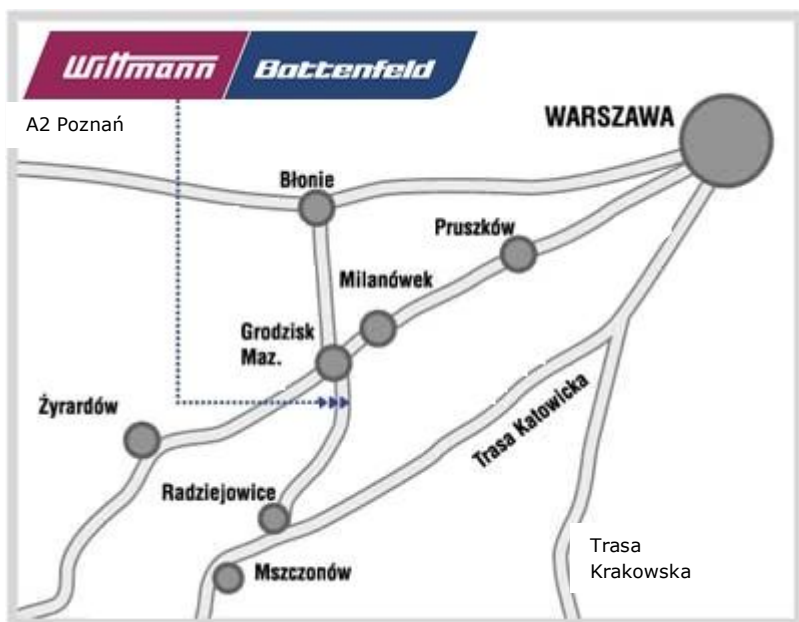 Wittmann Battenfeld
A2 Poznań
WARSZAWA
Błonie
Pruszków
Milanówek
Grodzisk
Maz.
Żyrardów
Trasa Katowicka
Radziejowice
Mszczonów
Trasa
Krakowska